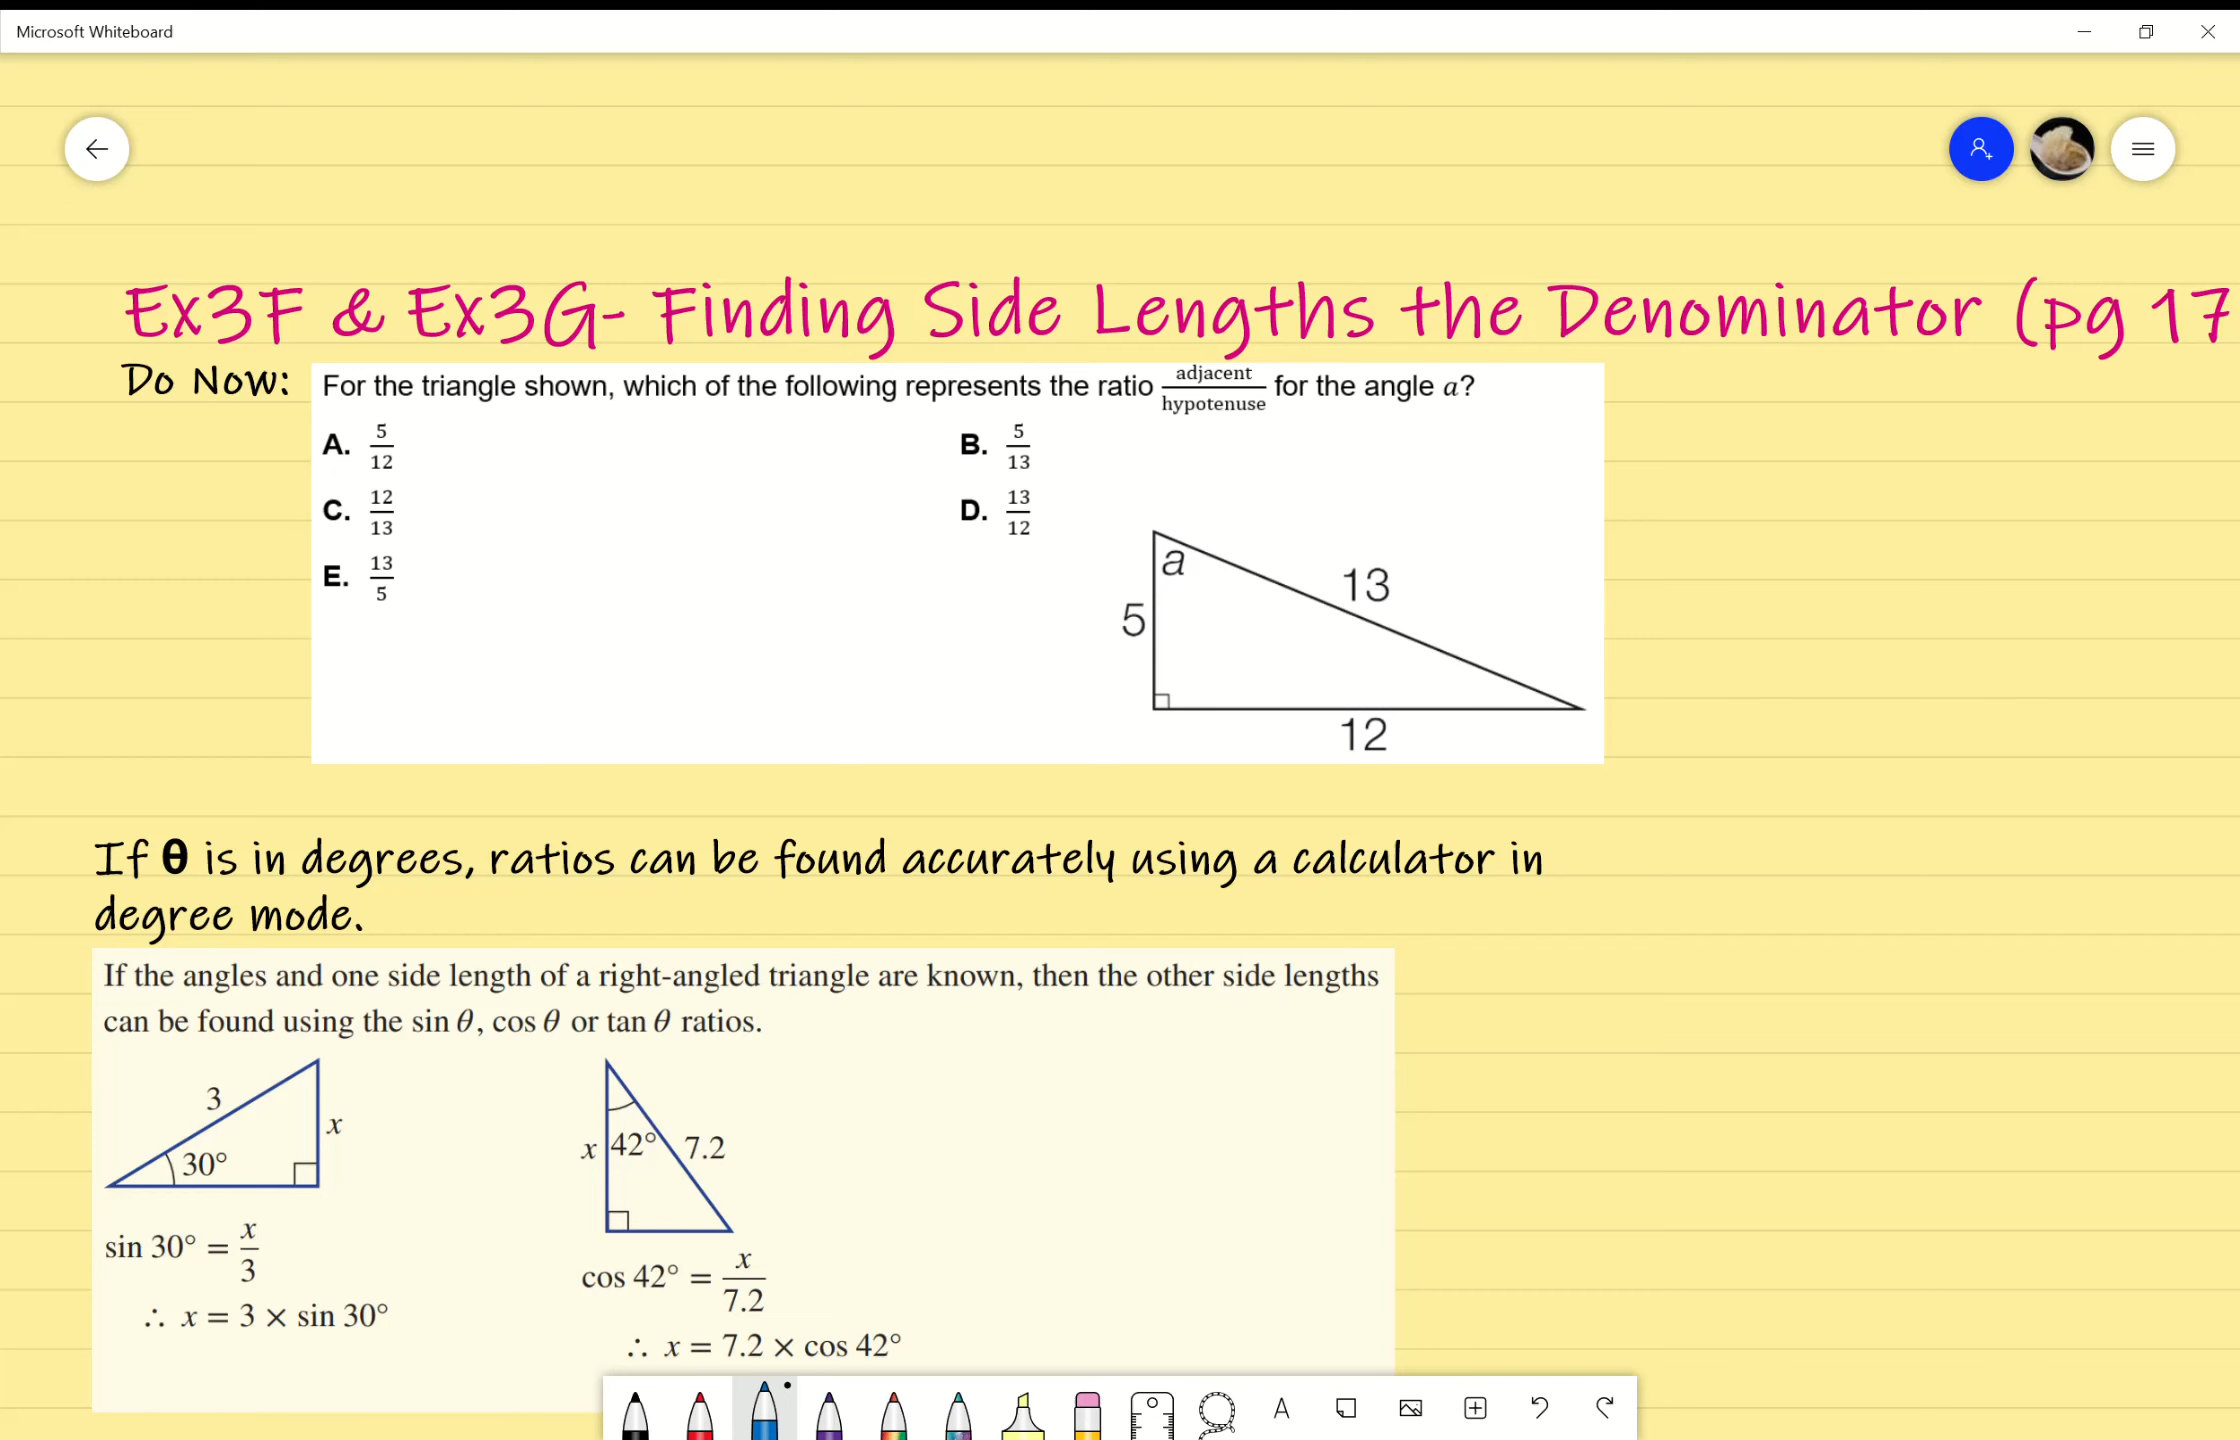 Microsoft Whiteboard
Ex3F & Ex3G- Finding Side Lengths the Denominator (pg 17
Do Now:
For the triangle shown, which of the following represents the ratio adjacent/hypotenuse for the angle a?
A. 5/12 B. 5/13
C. 12/13 D. 13/12
E. 13/5
a
13
5
12
If θ is in degrees, ratios can be found accurately using a calculator in
degree mode.
If the angles and one side length of a right-angled triangle are known, then the other side lengths
can be found using the sin θ, cos θ or tan θ ratios.
3
x
30°
x 42° 7.2
sin 30° = x/3
∴ x = 3 × sin 30°
cos 42° = x/7.2
∴ x = 7.2 × cos 42°
A